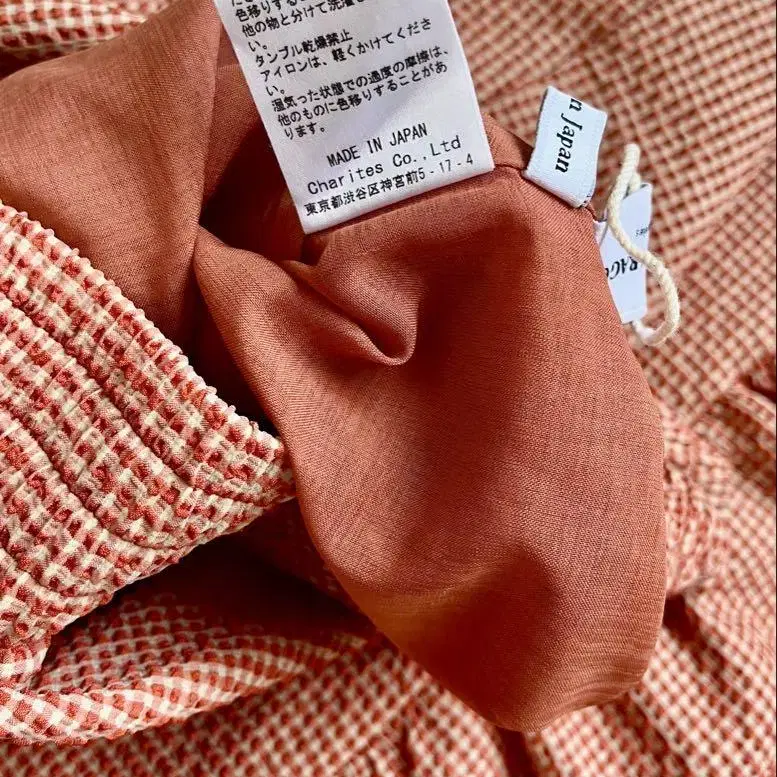 色移りするこ
他の物と分けて洗濯
い。
タンブル乾燥禁止
アイロンは、軽くかけてくださ
い。
湿気った状態での過度の摩擦は、
他のものに色移りすることがあ
ります。
MADE IN JAPAN
Charites Co.,Ltd
東京都渋谷区神宮前5-17-4
n Japan
RAG